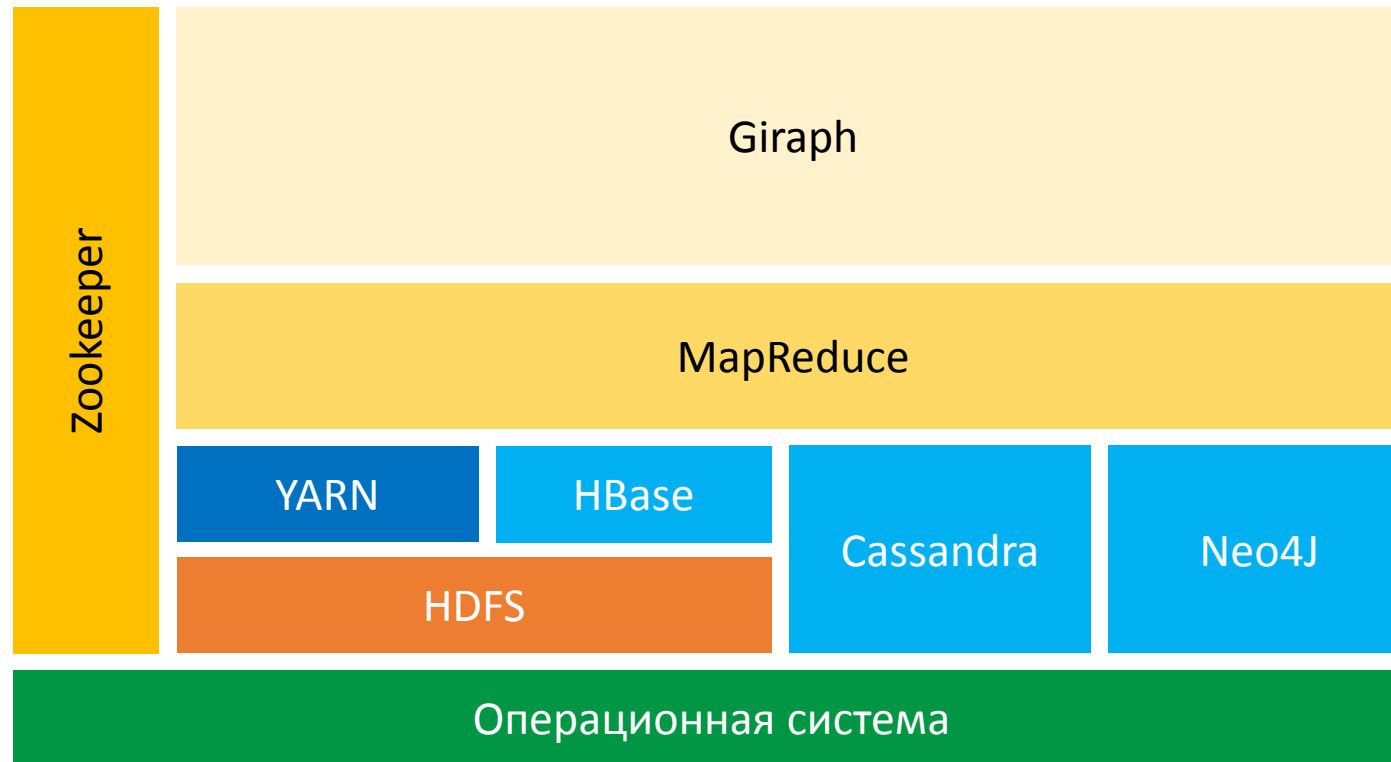 Zookeeper
Giraph
MapReduce
YARN
HBase
Cassandra
Neo4J
HDFS
Операционная система